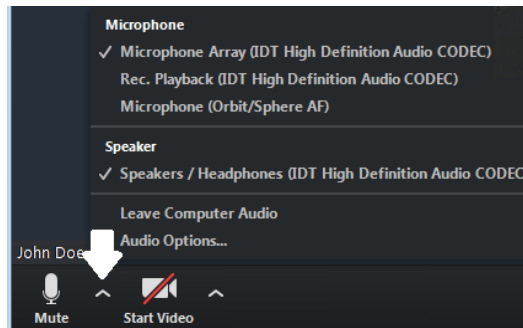 Microphone
Microphone Array (IDT High Definition Audio CODEC)
Rec. Playback (IDT High Definition Audio CODEC)
Microphone (Orbit/Sphere AF)
Speaker
Speakers / Headphones (IDT High Definition Audio CODEC
Leave Computer Audio
Audio Options...
John Doe
Mute
Start Video